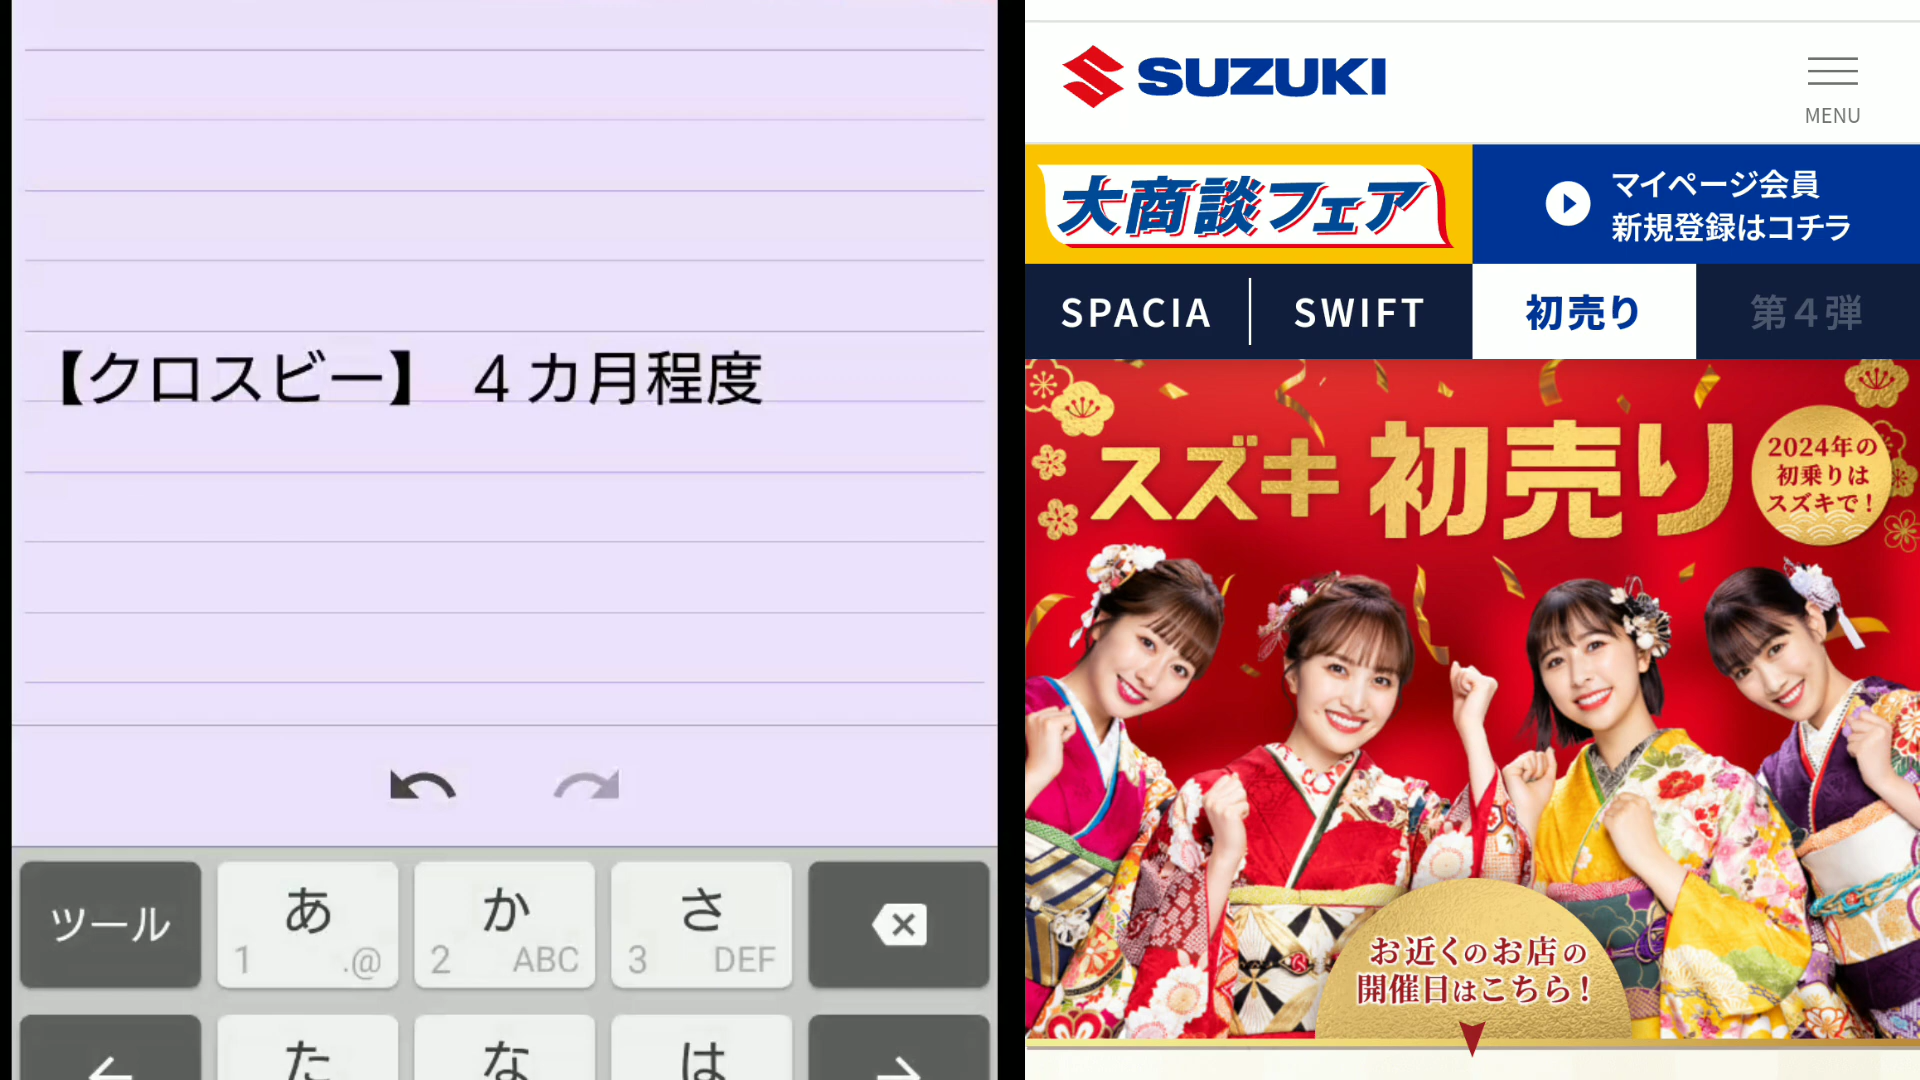 【クロスビー】 ４カ月程度
ツール
あ
1 .@
か
2 ABC
さ
3 DEF
た
な
は
SUZUKI
MENU
大商談フェア
マイページ会員
新規登録はコチラ
SPACIA
SWIFT
初売り
第４弾
スズキ 初売り
2024年の
初乗りは
スズキで！
お近くのお店の
開催日はこちら！